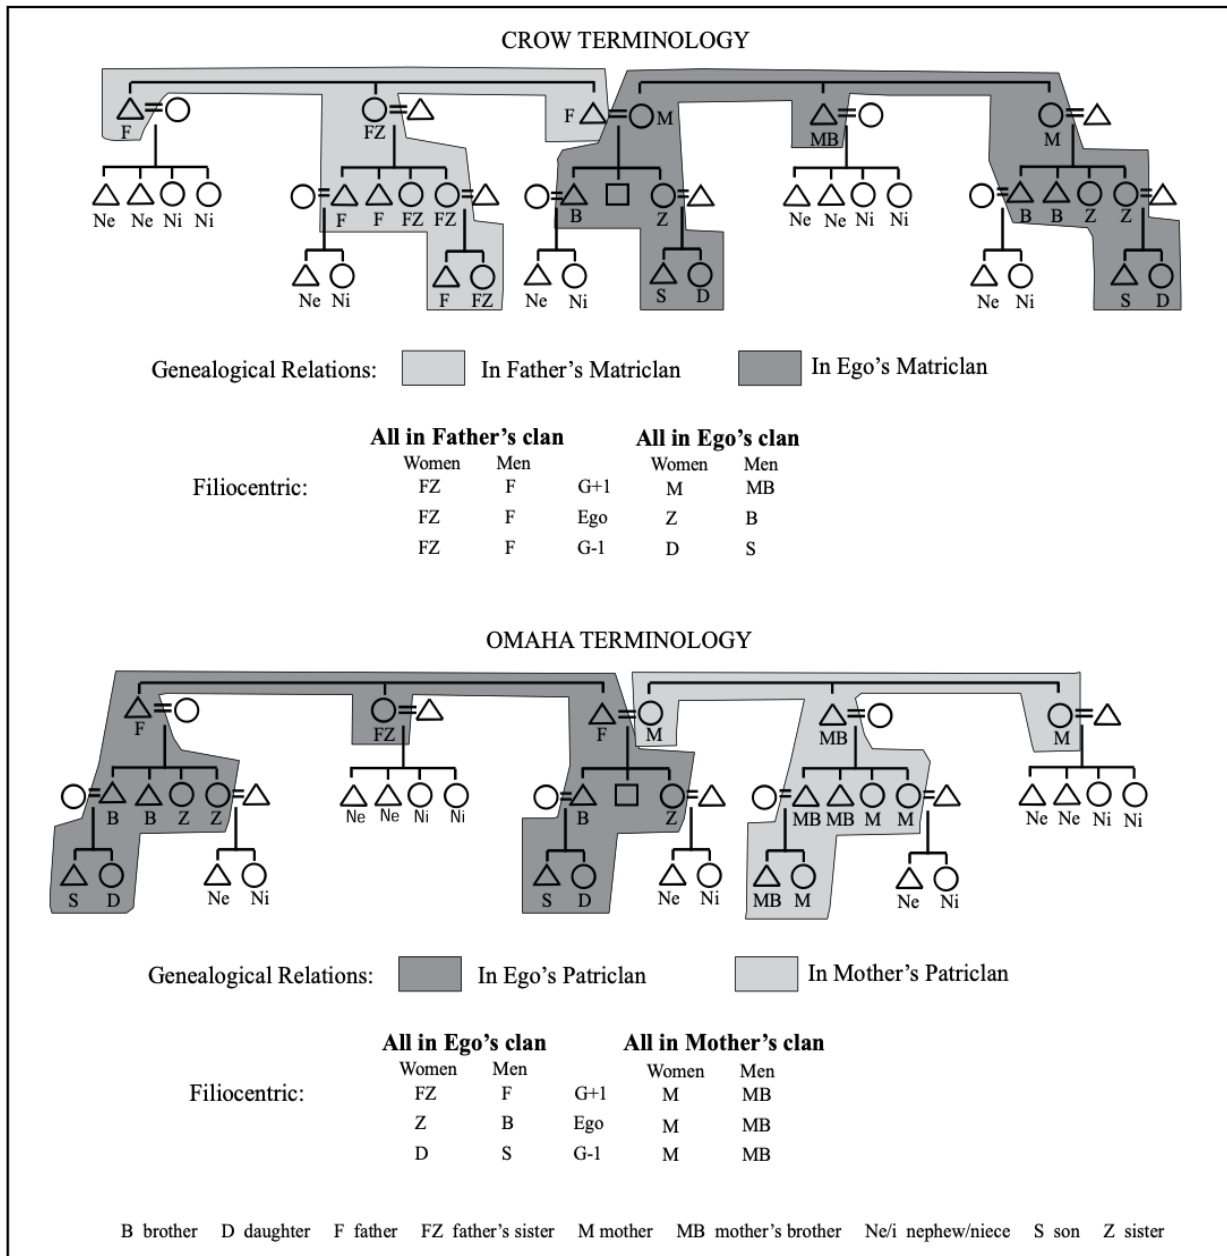 CROW TERMINOLOGY
F FZ F M MB M
Ne Ne Ni Ni F F FZ FZ B Z Ne Ne Ni Ni B B Z Z
Ne Ni F FZ Ne Ni S D Ne Ni S D
Genealogical Relations: In Father's Matriclan In Ego's Matriclan
All in Father's clan All in Ego's clan
Women Men Women Men
Filiocentric: FZ F G+1 M MB
FZ F Ego Z B
FZ F G-1 D S
OMAHA TERMINOLOGY
F FZ F M MB M
B B Z Z Ne Ne Ni Ni B Z MB MB M M Ne Ne Ni Ni
S D Ne Ni S D Ne Ni MB M Ne Ni
Genealogical Relations: In Ego's Patriclan In Mother's Patriclan
All in Ego's clan All in Mother's clan
Women Men Women Men
Filiocentric: FZ F G+1 M MB
Z B Ego M MB
D S G-1 M MB
B brother D daughter F father FZ father's sister M mother MB mother's brother Ne/i nephew/niece S son Z sister